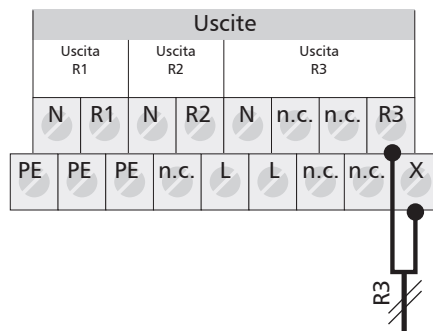 Uscite
Uscita Uscita Uscita
R1 R2 R3
N R1 N R2 N n.c. n.c. R3
PE PE PE n.c. L L n.c. n.c. X
R3